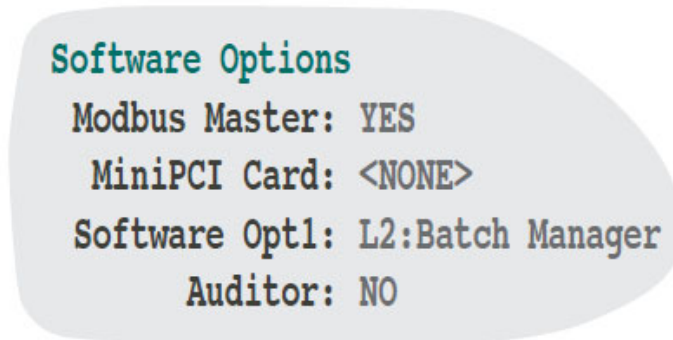 Software Options
Modbus Master: YES
MiniPCI Card: <NONE>
Software Opt1: L2:Batch Manager
Auditor: NO